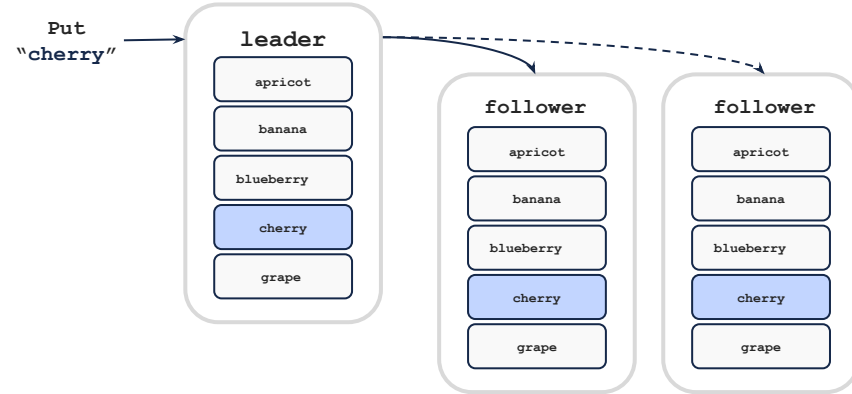 Put
“cherry”
leader
apricot
banana
blueberry
cherry
grape
follower
apricot
banana
blueberry
cherry
grape
follower
apricot
banana
blueberry
cherry
grape